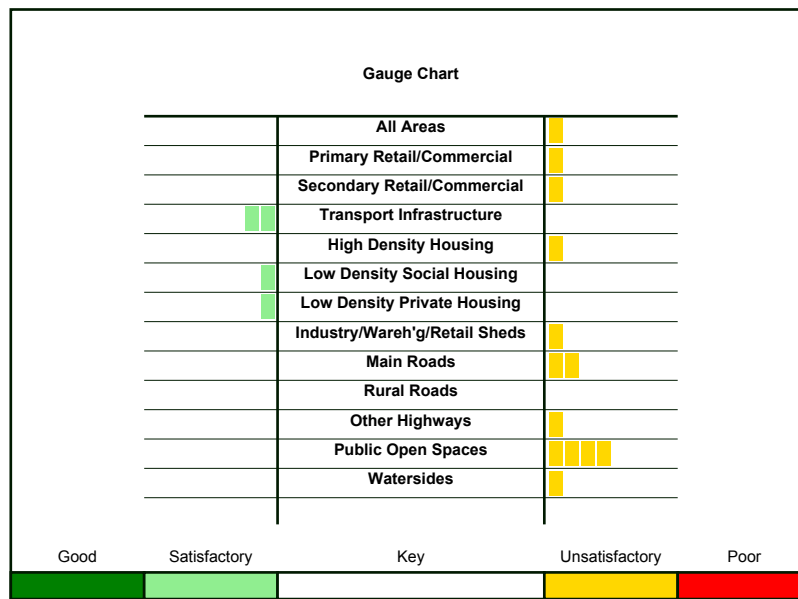 Gauge Chart
All Areas
Primary Retail/Commercial
Secondary Retail/Commercial
Transport Infrastructure
High Density Housing
Low Density Social Housing
Low Density Private Housing
Industry/Wareh'g/Retail Sheds
Main Roads
Rural Roads
Other Highways
Public Open Spaces
Watersides
Good Satisfactory Key Unsatisfactory Poor